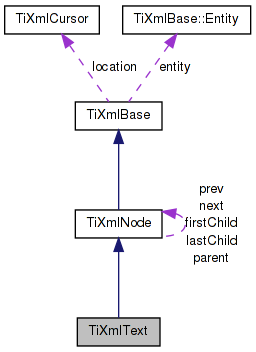 TiXmlCursor
TiXmlBase::Entity
location
entity
TiXmlBase
prev
next
firstChild
lastChild
parent
TiXmlNode
TiXmlText